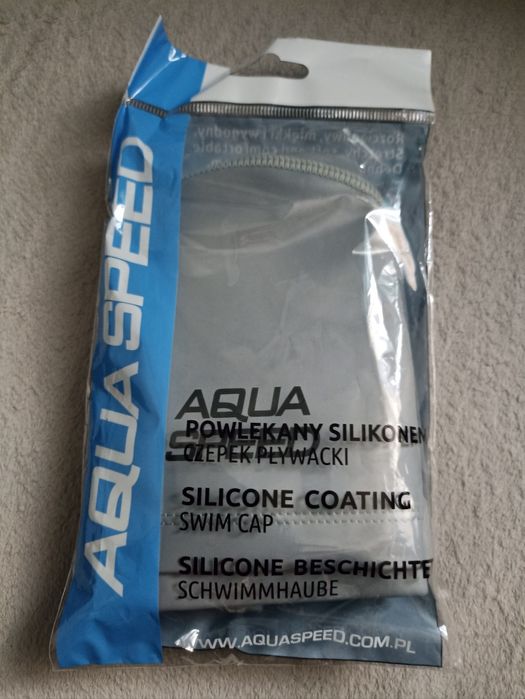 AQUA SPEED
AQUA
SPEED
POWLEKANY SILIKONEM
CZEPEK PŁYWACKI
SILICONE COATING
SWIM CAP
SILICONE BESCHICHTE
SCHWIMMHAUBE
WWW.AQUASPEED.COM.PL